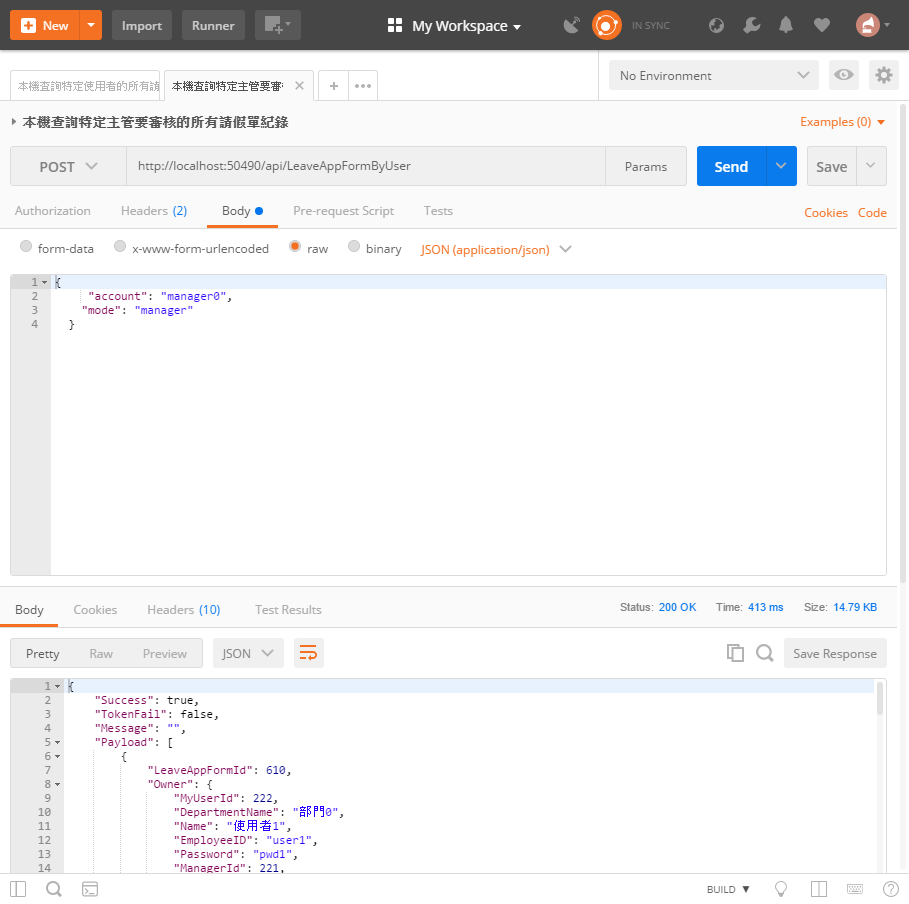 New Import Runner My Workspace IN SYNC
本機查詢特定使用者的所有請 本機查詢特定主管要審 No Environment
本機查詢特定主管要審核的所有請假單紀錄 Examples (0)
POST http://localhost:50490/api/LeaveAppFormByUser Params Send Save
Authorization Headers (2) Body Pre-request Script Tests Cookies Code
form-data x-www-form-urlencoded raw binary JSON (application/json)
1 {
2 "account": "manager0",
3 "mode": "manager"
4 }
Body Cookies Headers (10) Test Results Status: 200 OK Time: 413 ms Size: 14.79 KB
Pretty Raw Preview JSON Save Response
1 {
2 "Success": true,
3 "TokenFail": false,
4 "Message": "",
5 "Payload": [
6 {
7 "LeaveAppFormId": 610,
8 "Owner": {
9 "MyUserId": 222,
10 "DepartmentName": "部門0",
11 "Name": "使用者1",
12 "EmployeeID": "user1",
13 "Password": "pwd1",
14 "ManagerId": 221,
BUILD